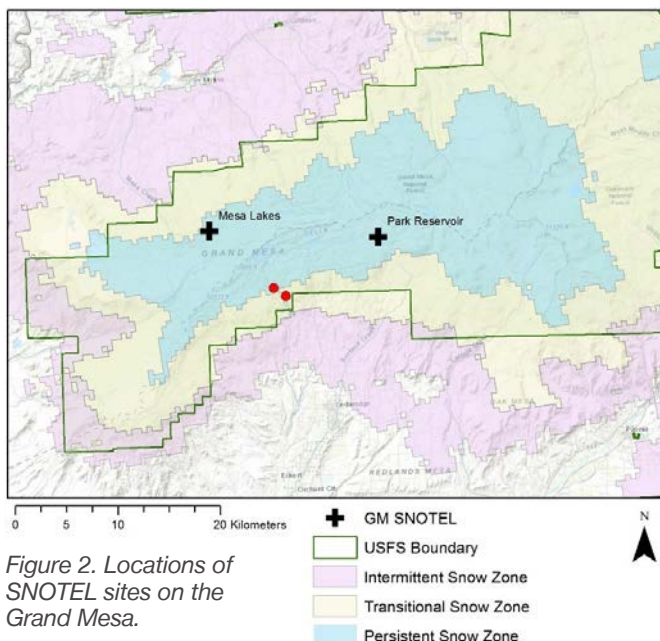 Mesa Lakes
Park Reservoir
GRAND MESA
REDLANDS MESA
Orchard City
0 5 10 20 Kilometers
N
GM SNOTEL
USFS Boundary
Intermittent Snow Zone
Transitional Snow Zone
Persistent Snow Zone
Figure 2. Locations of
SNOTEL sites on the
Grand Mesa.